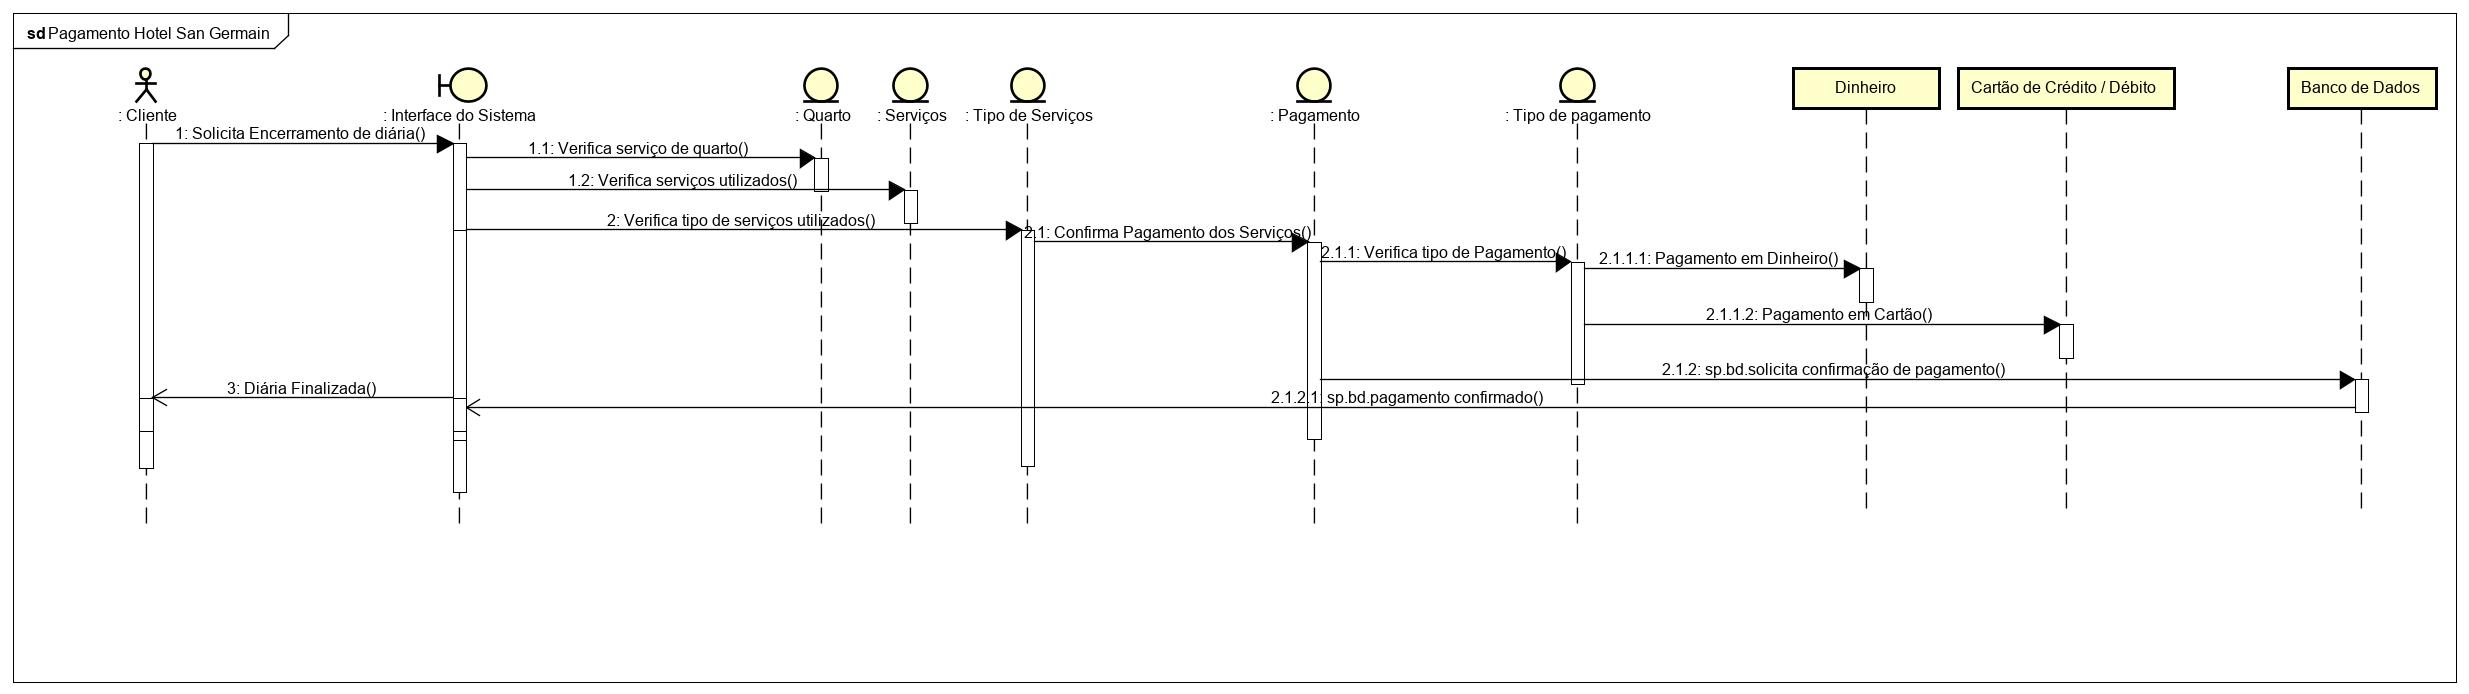 sd Pagamento Hotel San Germain
Dinheiro
Cartão de Crédito / Débito
Banco de Dados
: Cliente
: Interface do Sistema
: Quarto
: Serviços
: Tipo de Serviços
: Pagamento
: Tipo de pagamento
1: Solicita Encerramento de diária()
1.1: Verifica serviço de quarto()
1.2: Verifica serviços utilizados()
2: Verifica tipo de serviços utilizados()
2.1: Confirma Pagamento dos Serviços()
2.1.1: Verifica tipo de Pagamento()
2.1.1.1: Pagamento em Dinheiro()
2.1.1.2: Pagamento em Cartão()
2.1.2: sp.bd.solicita confirmação de pagamento()
3: Diária Finalizada()
2.1.2.1: sp.bd.pagamento confirmado()